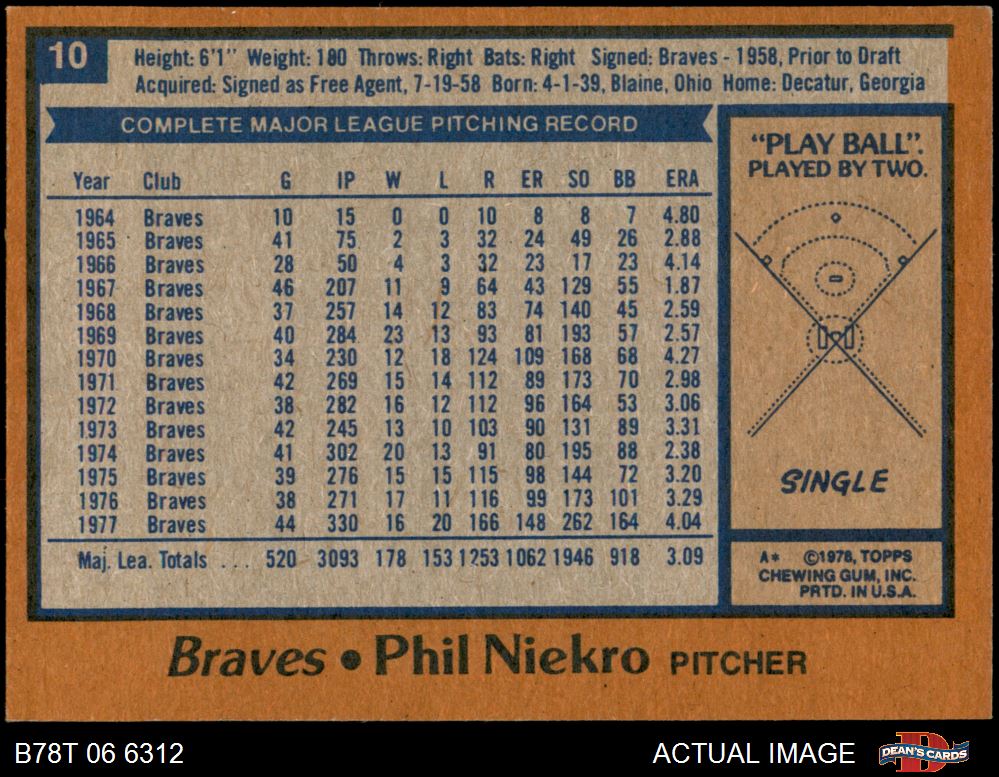 10
Height: 6'1" Weight: 180 Throws: Right Bats: Right Signed: Braves - 1958, Prior to Draft
Acquired: Signed as Free Agent, 7-19-58 Born: 4-1-39, Blaine, Ohio Home: Decatur, Georgia
COMPLETE MAJOR LEAGUE PITCHING RECORD
Year Club G IP W L R ER SO BB ERA
1964 Braves 10 15 0 0 10 8 8 7 4.80
1965 Braves 41 75 2 3 32 24 49 26 2.88
1966 Braves 28 50 4 3 32 23 17 23 4.14
1967 Braves 46 207 11 9 64 43 129 55 1.87
1968 Braves 37 257 14 12 83 74 140 45 2.59
1969 Braves 40 284 23 13 93 81 193 57 2.57
1970 Braves 34 230 12 18 124 109 168 68 4.27
1971 Braves 42 269 15 14 112 89 173 70 2.98
1972 Braves 38 282 16 12 112 96 164 53 3.06
1973 Braves 42 245 13 10 103 90 131 89 3.31
1974 Braves 41 302 20 13 91 80 195 88 2.38
1975 Braves 39 276 15 15 115 98 144 72 3.20
1976 Braves 38 271 17 11 116 99 173 101 3.29
1977 Braves 44 330 16 20 166 148 262 164 4.04
Maj. Lea. Totals ... 520 3093 178 153 1253 1062 1946 918 3.09
"PLAY BALL".
PLAYED BY TWO.
SINGLE
A* ©1978, TOPPS
CHEWING GUM, INC.
PRTD. IN U.S.A.
Braves • Phil Niekro PITCHER
B78T 06 6312 ACTUAL IMAGE DEAN'S CARDS